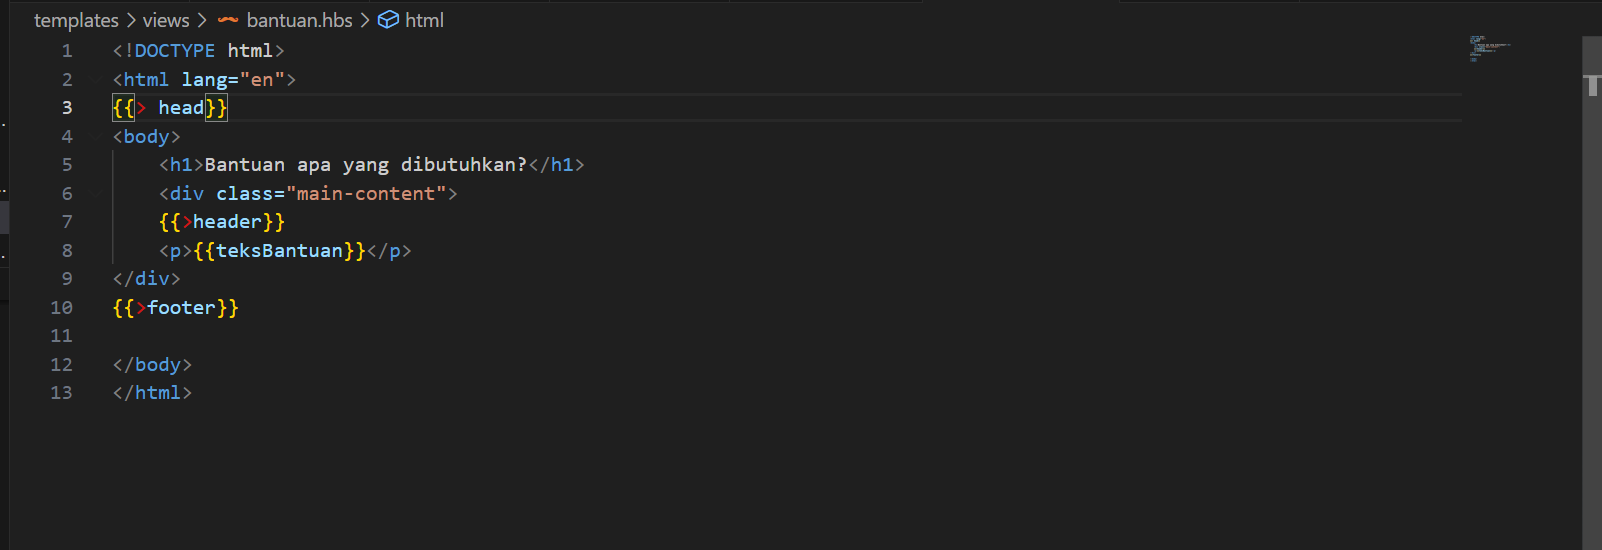 templates > views > bantuan.hbs > html
1 <!DOCTYPE html>
2 <html lang="en">
3 {{> head}}
4 <body>
5     <h1>Bantuan apa yang dibutuhkan?</h1>
6     <div class="main-content">
7     {{>header}}
8     <p>{{teksBantuan}}</p>
9 </div>
10 {{>footer}}
11
12 </body>
13 </html>